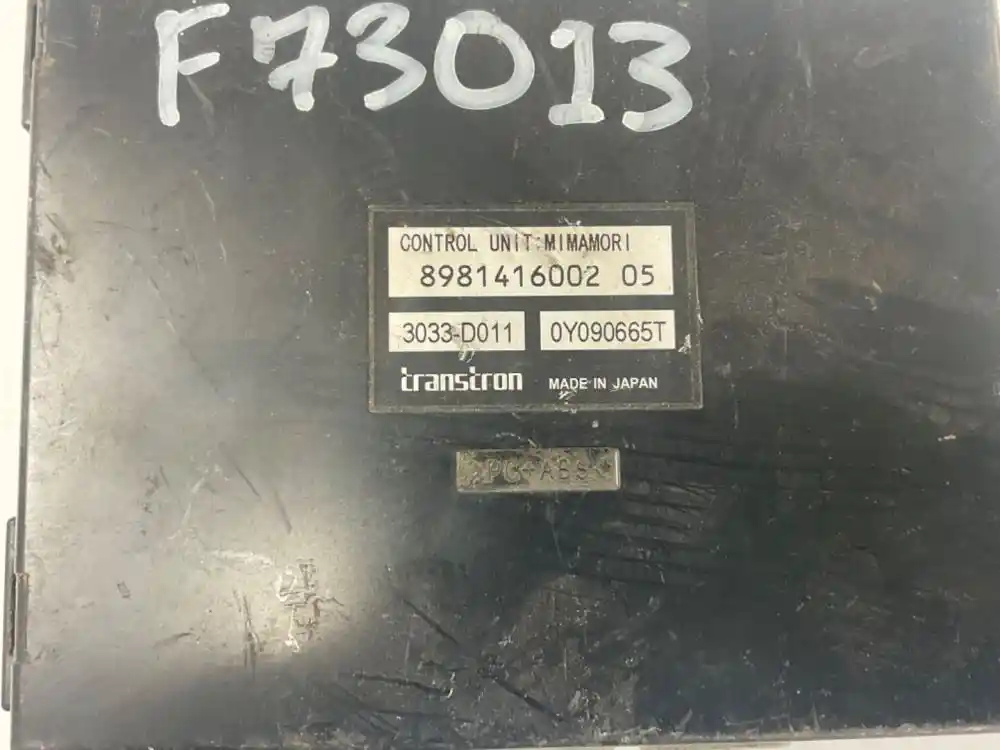 F73013
CONTROL UNIT:MIMAMORI
8981416002 05
3033-D011 0Y090665T
transtron MADE IN JAPAN
>PC+ABS<